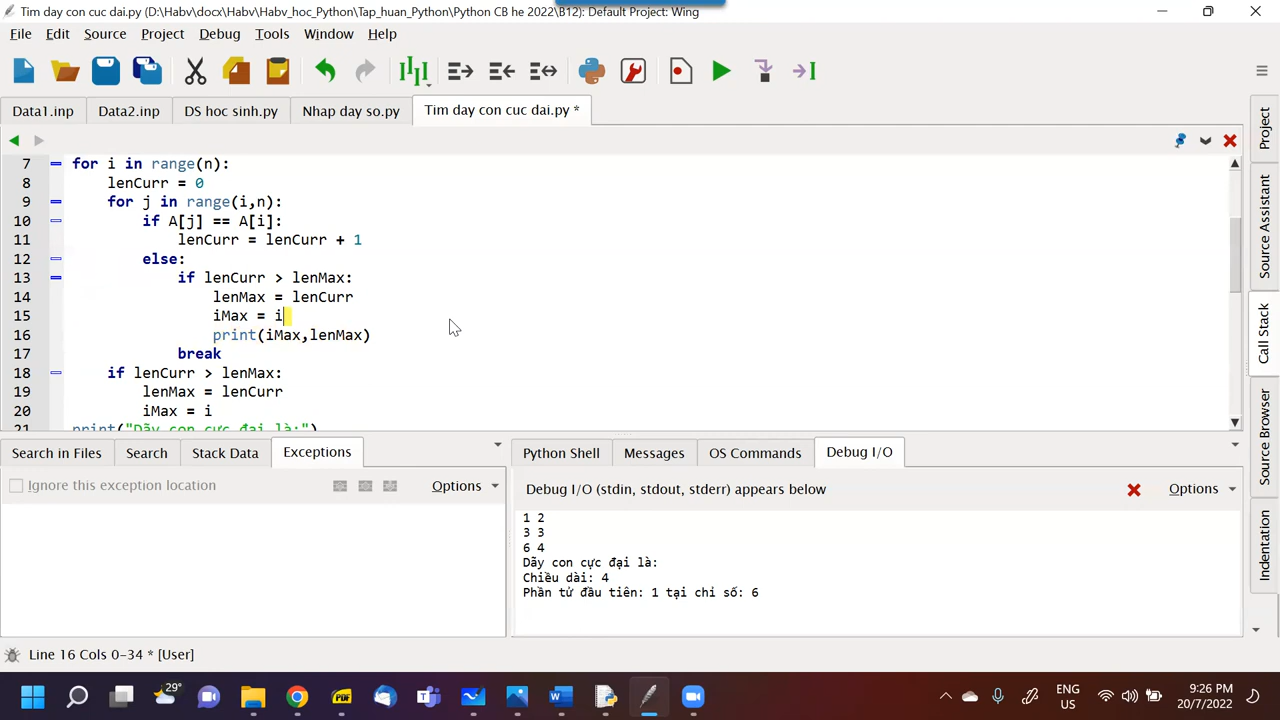 Tim day con cuc dai.py (D:\Habv\docx\Habv\Habv_hoc_Python\Tap_huan_Python\Python CB he 2022\B12): Default Project: Wing
File Edit Source Project Debug Tools Window Help
Data1.inp Data2.inp DS hoc sinh.py Nhap day so.py Tim day con cuc dai.py *
7 for i in range(n):
8 lenCurr = 0
9 for j in range(i,n):
10 if A[j] == A[i]:
11 lenCurr = lenCurr + 1
12 else:
13 if lenCurr > lenMax:
14 lenMax = lenCurr
15 iMax = i
16 print(iMax,lenMax)
17 break
18 if lenCurr > lenMax:
19 lenMax = lenCurr
20 iMax = i
21 print("Dãy con cực đại là:")
Project
Source Assistant
Call Stack
Source Browser
Indentation
Search in Files Search Stack Data Exceptions
Ignore this exception location Options
Python Shell Messages OS Commands Debug I/O
Debug I/O (stdin, stdout, stderr) appears below Options
1 2
3 3
6 4
Dãy con cực đại là:
Chiều dài: 4
Phần tử đầu tiên: 1 tại chỉ số: 6
Line 16 Cols 0-34 * [User]
29°
PDF
ENG
US
9:26 PM
20/7/2022